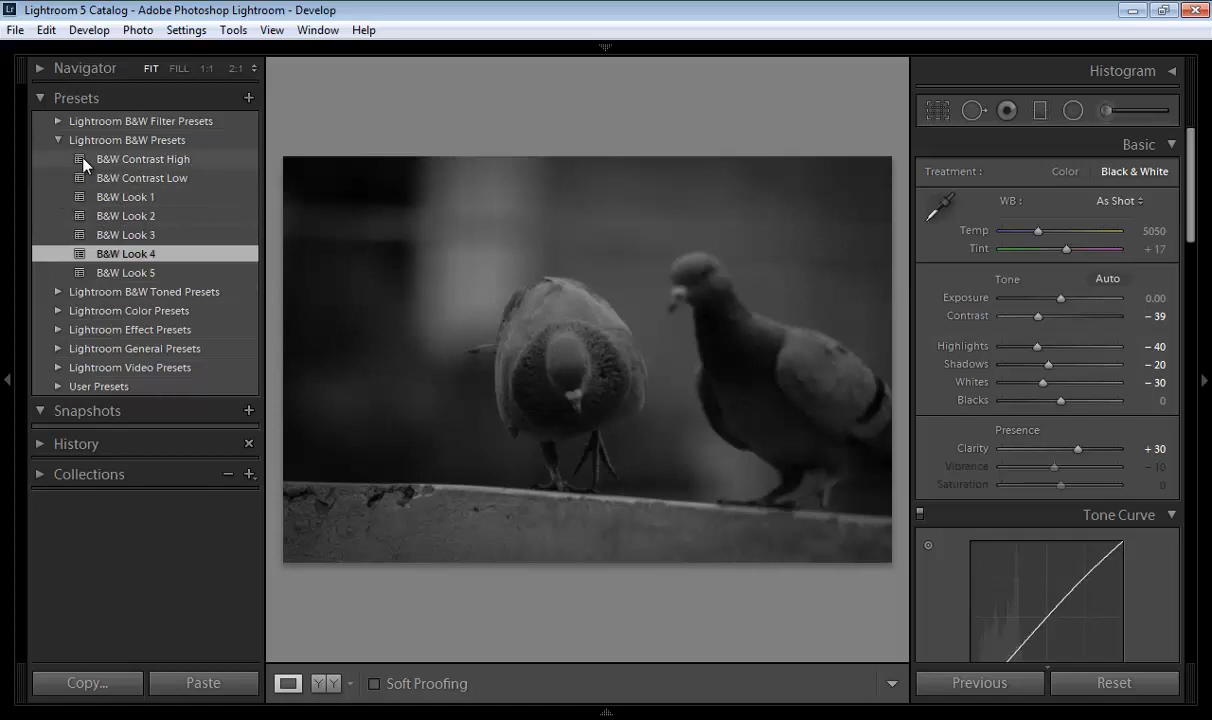 Lr Lightroom 5 Catalog - Adobe Photoshop Lightroom - Develop
File Edit Develop Photo Settings Tools View Window Help
Navigator FIT FILL 1:1 2:1
Presets +
Lightroom B&W Filter Presets
Lightroom B&W Presets
B&W Contrast High
B&W Contrast Low
B&W Look 1
B&W Look 2
B&W Look 3
B&W Look 4
B&W Look 5
Lightroom B&W Toned Presets
Lightroom Color Presets
Lightroom Effect Presets
Lightroom General Presets
Lightroom Video Presets
User Presets
Snapshots +
History ×
Collections − +
Copy... Paste
Y Y Soft Proofing
Histogram
Basic
Treatment : Color Black & White
WB : As Shot
Temp 5050
Tint + 17
Tone Auto
Exposure 0.00
Contrast − 39
Highlights − 40
Shadows − 20
Whites − 30
Blacks 0
Presence
Clarity + 30
Vibrance − 10
Saturation 0
Tone Curve
Previous Reset